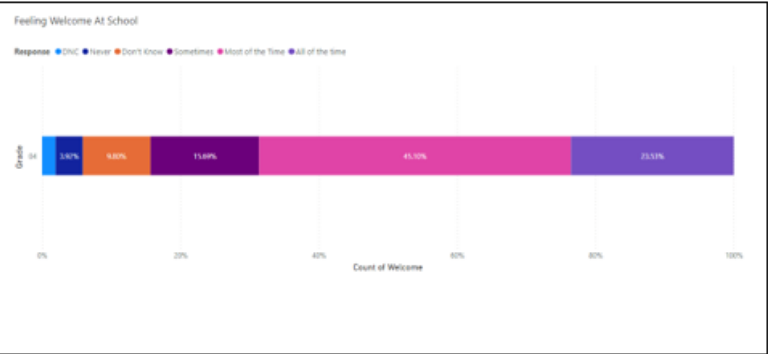 Feeling Welcome At School
Response DNC Never Don't Know Sometimes Most of the Time All of the time
Grade
04
3.92% 9.80% 15.69% 45.10% 23.53%
0% 20% 40% 60% 80% 100%
Count of Welcome